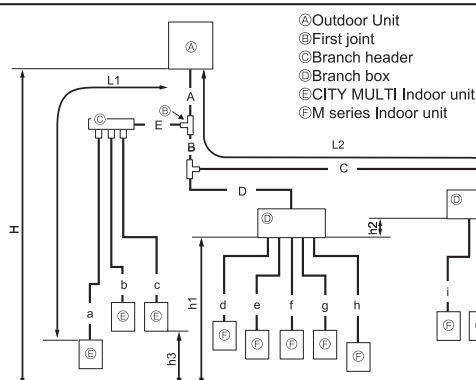 Ⓐ
ⒶOutdoor Unit
ⒷFirst joint
ⒸBranch header
ⒹBranch box
ⒺCITY MULTI Indoor unit
ⒻM series Indoor unit
L1
A
Ⓑ
Ⓒ
E
B
L2
C
D
Ⓓ
Ⓓ
H
h2
h1
a
b
c
d
e
f
g
h
i
Ⓔ
Ⓔ
Ⓔ
h3
Ⓕ
Ⓕ
Ⓕ
Ⓕ
Ⓕ
Ⓕ